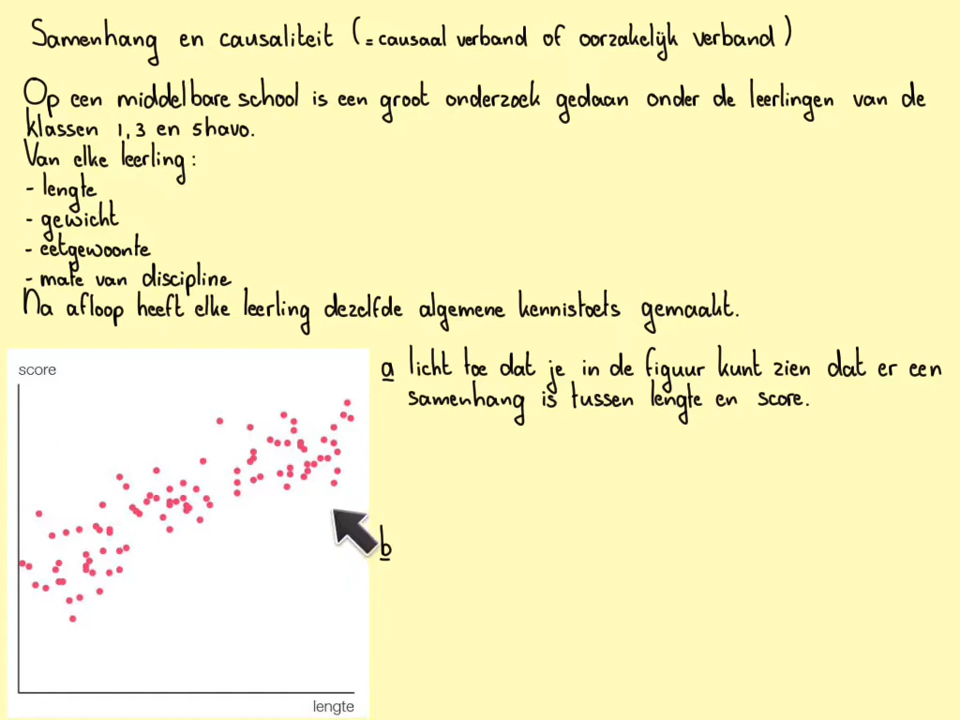 Samenhang en causaliteit (= causaal verband of oorzakelijk verband)
Op een middelbare school is een groot onderzoek gedaan onder de leerlingen van de
klassen 1, 3 en 5havo.
Van elke leerling:
- lengte
- gewicht
- eetgewoonte
- mate van discipline
Na afloop heeft elke leerling dezelfde algemene kennistoets gemaakt.
score
lengte
a licht toe dat je in de figuur kunt zien dat er een
samenhang is tussen lengte en score.
b